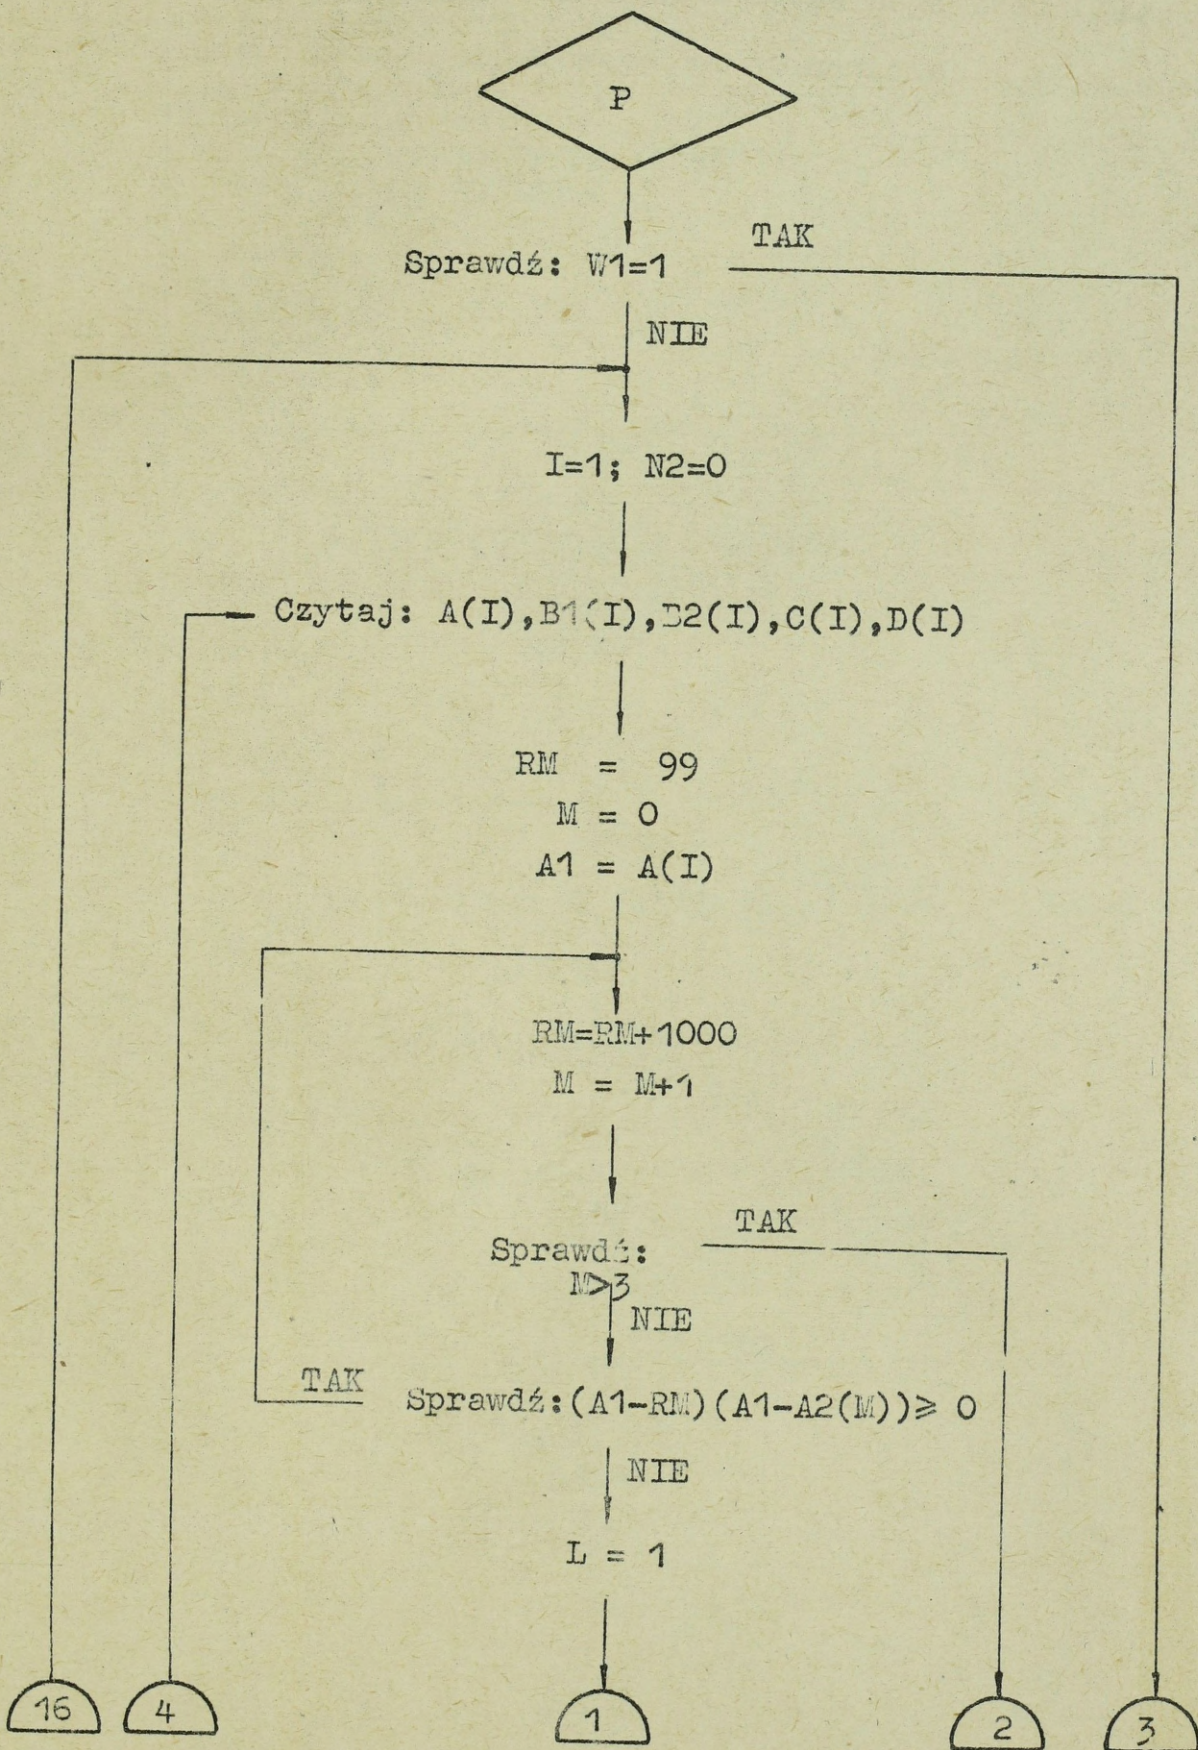 P
TAK
Sprawdź: W1=1
NIE
I=1; N2=0
Czytaj: A(I),B1(I),B2(I),C(I),D(I)
RM = 99
M = 0
A1 = A(I)
RM=RM+1000
M = M+1
TAK
Sprawdź:
M>3
NIE
TAK
Sprawdź:(A1-RM)(A1-A2(M))⩾ 0
NIE
L = 1
16 4 1 2 3